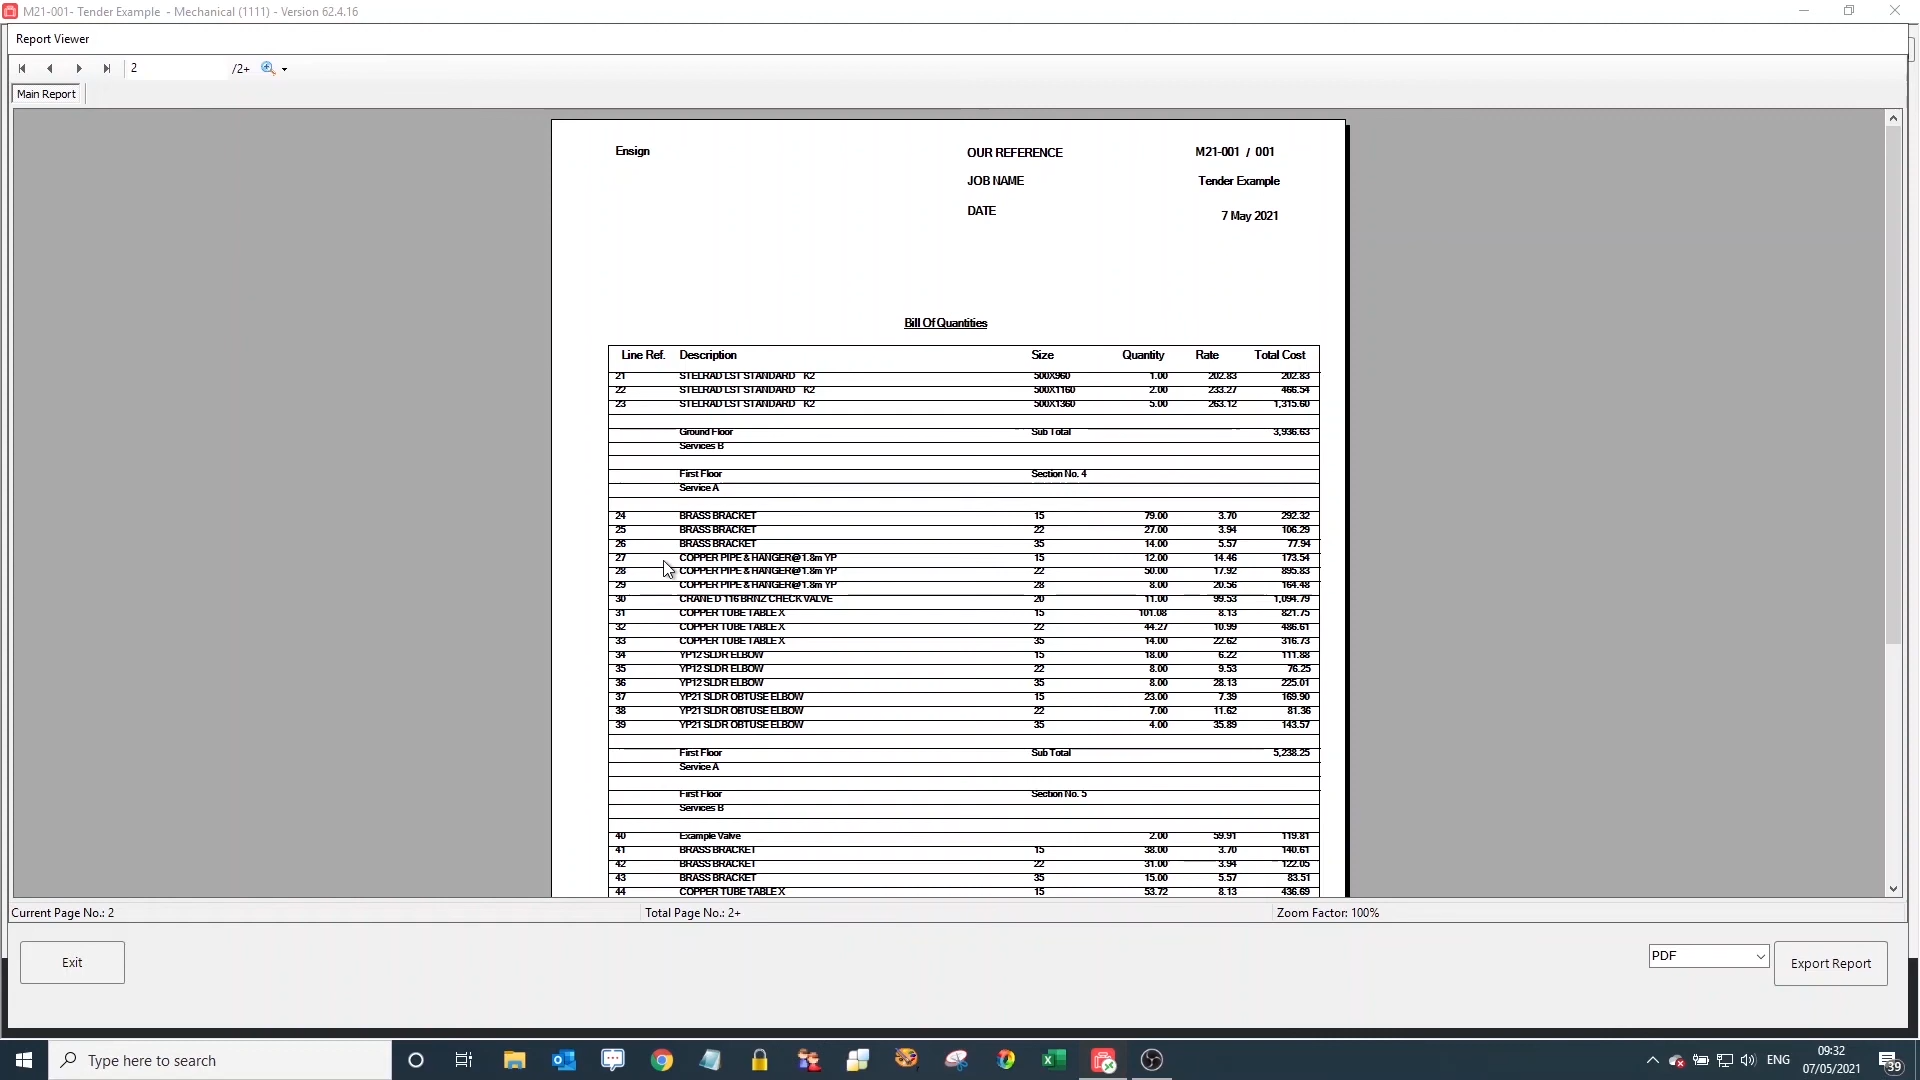 M21-001- Tender Example - Mechanical (1111) - Version 62.4.16
Report Viewer
2 /2+
Main Report
Ensign OUR REFERENCE M21-001 / 001
JOB NAME Tender Example
DATE 7 May 2021
Bill Of Quantities
Line Ref. Description Size Quantity Rate Total Cost
21 STELRAD LST STANDARD K2 500X960 1.00 202.83 202.83
22 STELRAD LST STANDARD K2 500X1160 2.00 233.27 466.54
23 STELRAD LST STANDARD K2 500X1360 5.00 263.12 1,315.60
Ground Floor Sub Total 3,936.63
Services B
First Floor Section No. 4
Service A
24 BRASS BRACKET 15 79.00 3.70 292.32
25 BRASS BRACKET 22 27.00 3.94 106.29
26 BRASS BRACKET 35 14.00 5.57 77.94
27 COPPER PIPE & HANGER@1.8m YP 15 12.00 14.46 173.54
28 COPPER PIPE & HANGER@1.8m YP 22 50.00 17.92 895.83
29 COPPER PIPE & HANGER@1.8m YP 28 8.00 20.56 164.48
30 CRANE D 116 BRNZ CHECK VALVE 20 11.00 99.53 1,094.79
31 COPPER TUBE TABLE X 15 101.08 8.13 821.75
32 COPPER TUBE TABLE X 22 44.27 10.99 486.61
33 COPPER TUBE TABLE X 35 14.00 22.62 316.73
34 YP12 SLDR ELBOW 15 18.00 6.22 111.88
35 YP12 SLDR ELBOW 22 8.00 9.53 76.25
36 YP12 SLDR ELBOW 35 8.00 28.13 225.01
37 YP21 SLDR OBTUSE ELBOW 15 23.00 7.39 169.90
38 YP21 SLDR OBTUSE ELBOW 22 7.00 11.62 81.36
39 YP21 SLDR OBTUSE ELBOW 35 4.00 35.89 143.57
First Floor Sub Total 5,238.25
Service A
First Floor Section No. 5
Services B
40 Example Valve 2.00 59.91 119.81
41 BRASS BRACKET 15 38.00 3.70 140.61
42 BRASS BRACKET 22 31.00 3.94 122.05
43 BRASS BRACKET 35 15.00 5.57 83.51
44 COPPER TUBE TABLE X 15 53.72 8.13 436.69
Current Page No.: 2 Total Page No.: 2+ Zoom Factor: 100%
Exit PDF Export Report
Type here to search ENG 09:32
07/05/2021 39